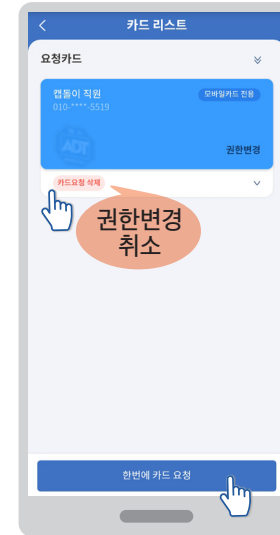 카드 리스트
요청카드
캡돌이 직원
모바일카드 전용
010-****-5519
ADT
권한변경
카드요청 삭제
권한변경
취소
한번에 카드 요청